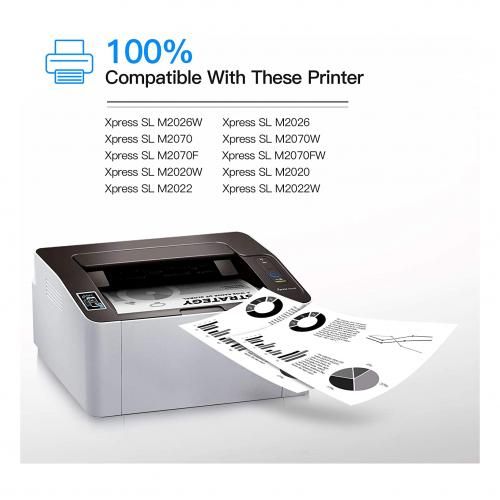 100%
Compatible With These Printer
Xpress SL M2026W Xpress SL M2026
Xpress SL M2070 Xpress SL M2070W
Xpress SL M2070F Xpress SL M2070FW
Xpress SL M2020W Xpress SL M2020
Xpress SL M2022 Xpress SL M2022W
STRATEGY